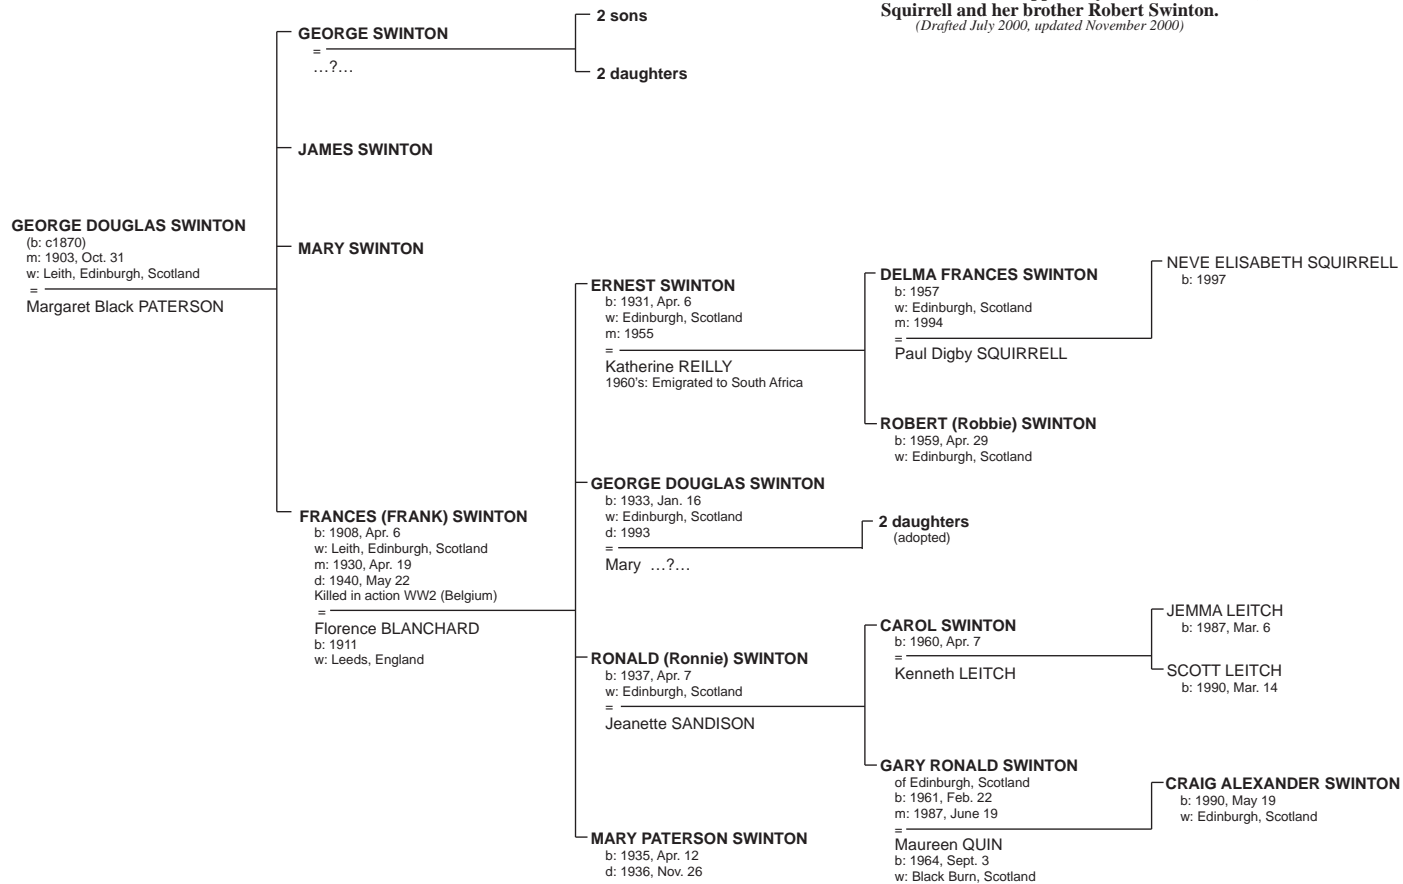 Squirrell and her brother Robert Swinton.
(Drafted July 2000, updated November 2000)
GEORGE DOUGLAS SWINTON
(b: c1870)
m: 1903, Oct. 31
w: Leith, Edinburgh, Scotland
=
Margaret Black PATERSON
GEORGE SWINTON
=
…?…
2 sons
2 daughters
JAMES SWINTON
MARY SWINTON
FRANCES (FRANK) SWINTON
b: 1908, Apr. 6
w: Leith, Edinburgh, Scotland
m: 1930, Apr. 19
d: 1940, May 22
Killed in action WW2 (Belgium)
=
Florence BLANCHARD
b: 1911
w: Leeds, England
ERNEST SWINTON
b: 1931, Apr. 6
w: Edinburgh, Scotland
m: 1955
=
Katherine REILLY
1960's: Emigrated to South Africa
DELMA FRANCES SWINTON
b: 1957
w: Edinburgh, Scotland
m: 1994
=
Paul Digby SQUIRRELL
NEVE ELISABETH SQUIRRELL
b: 1997
ROBERT (Robbie) SWINTON
b: 1959, Apr. 29
w: Edinburgh, Scotland
GEORGE DOUGLAS SWINTON
b: 1933, Jan. 16
w: Edinburgh, Scotland
d: 1993
=
Mary …?…
2 daughters
(adopted)
RONALD (Ronnie) SWINTON
b: 1937, Apr. 7
w: Edinburgh, Scotland
=
Jeanette SANDISON
CAROL SWINTON
b: 1960, Apr. 7
=
Kenneth LEITCH
JEMMA LEITCH
b: 1987, Mar. 6
SCOTT LEITCH
b: 1990, Mar. 14
GARY RONALD SWINTON
of Edinburgh, Scotland
b: 1961, Feb. 22
m: 1987, June 19
=
Maureen QUIN
b: 1964, Sept. 3
w: Black Burn, Scotland
CRAIG ALEXANDER SWINTON
b: 1990, May 19
w: Edinburgh, Scotland
MARY PATERSON SWINTON
b: 1935, Apr. 12
d: 1936, Nov. 26